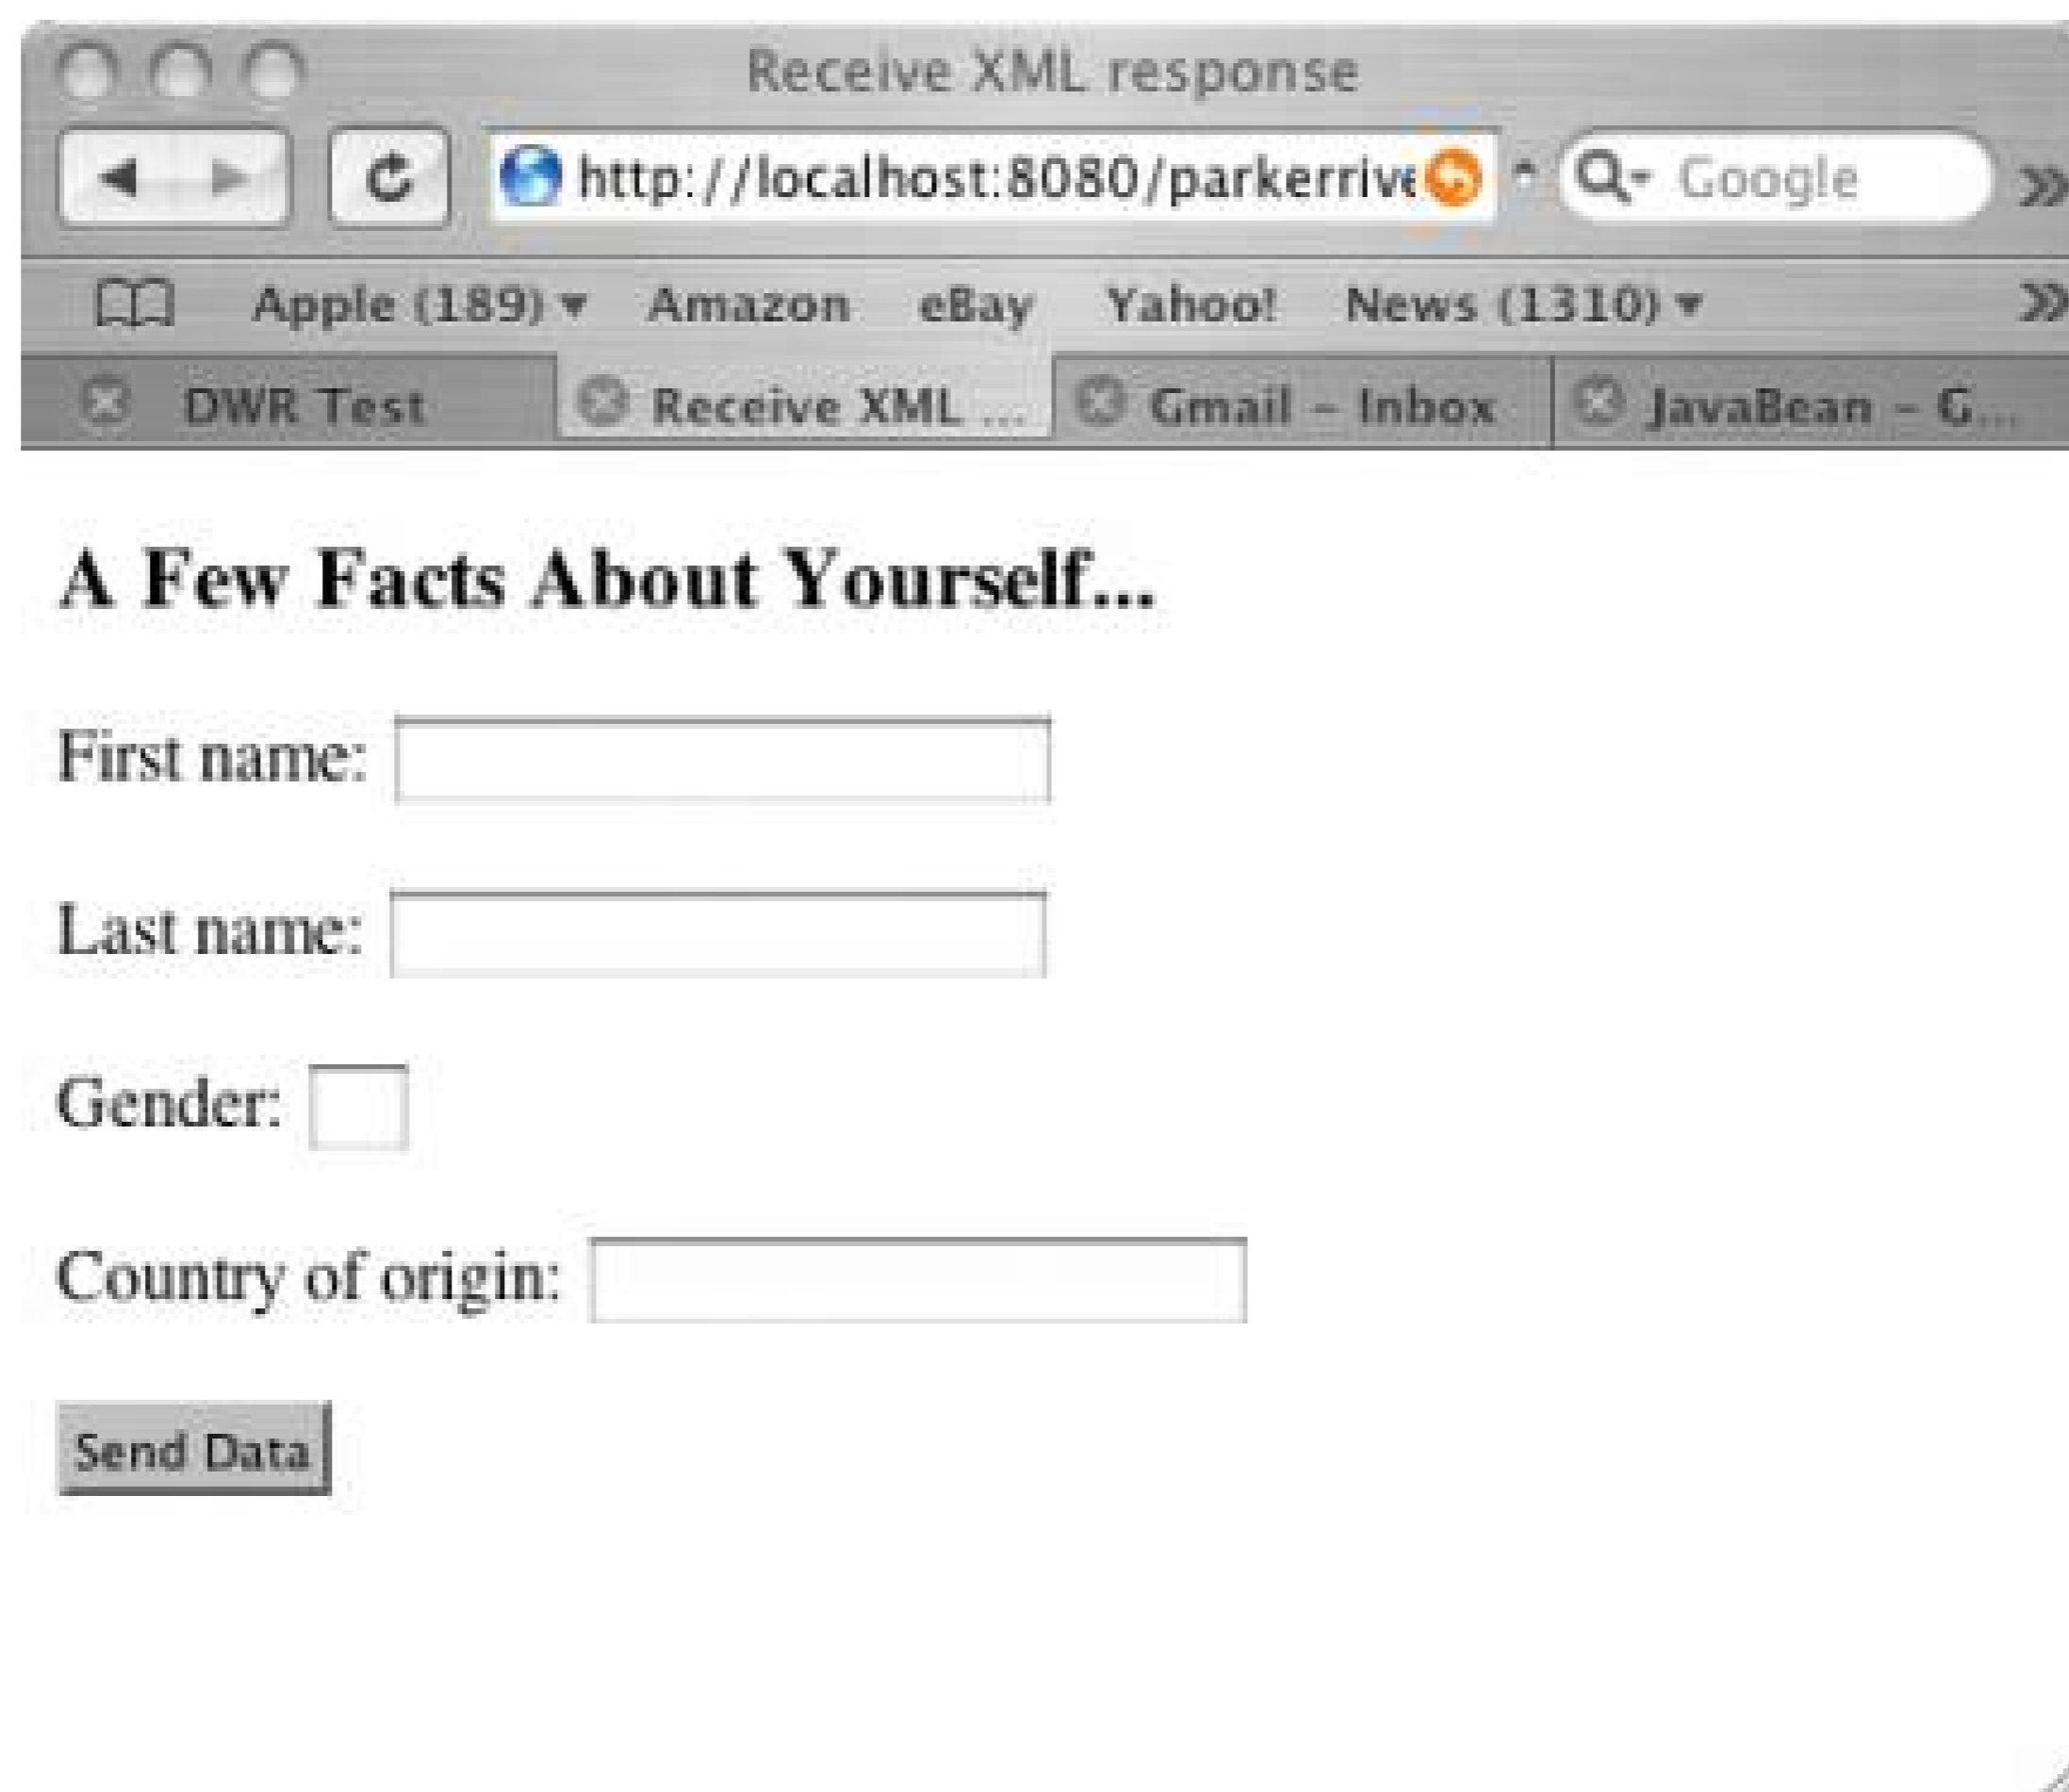 Receive XML response
http://localhost:8080/parkerrive Google
Apple (189) Amazon eBay Yahoo! News (1310)
DWR Test Receive XML ... Gmail – Inbox JavaBean – G...
A Few Facts About Yourself...
First name:
Last name:
Gender:
Country of origin:
Send Data